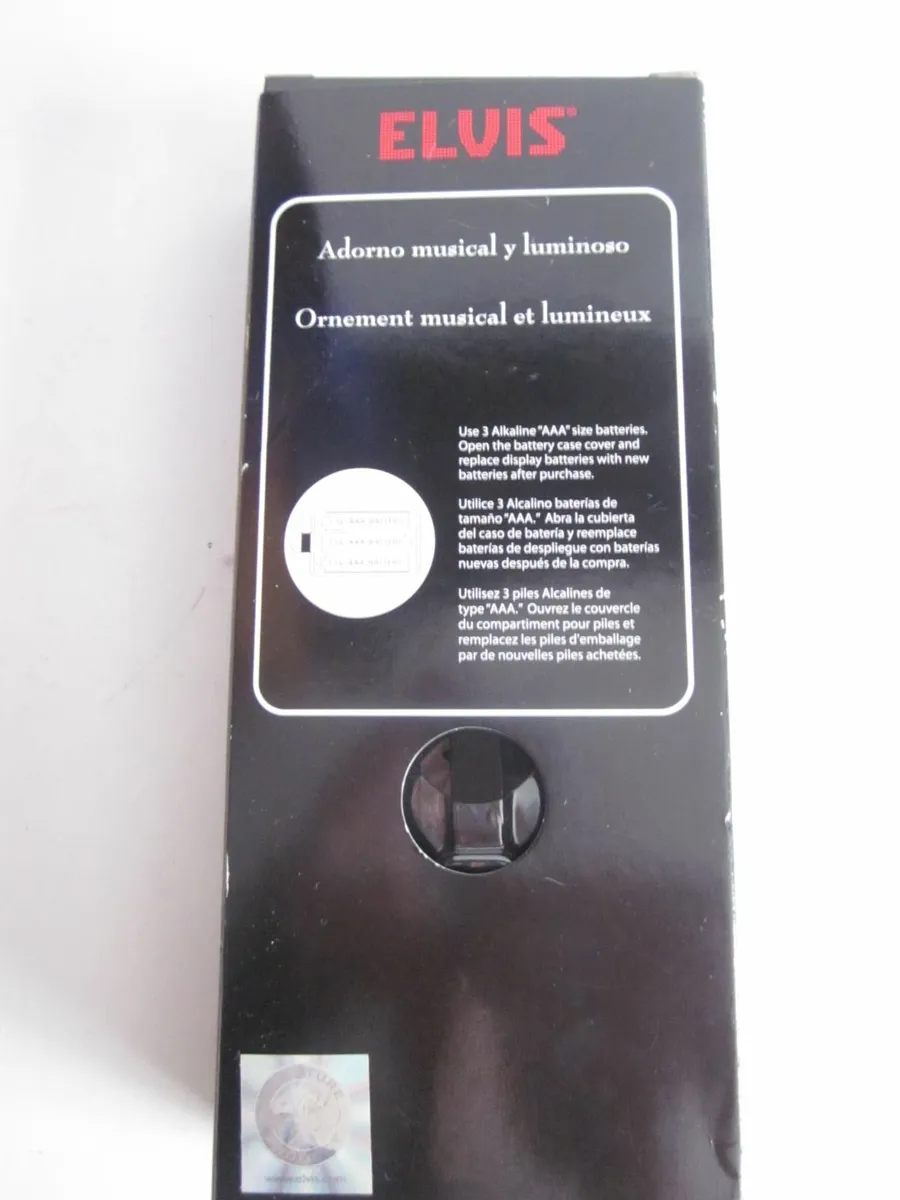 ELVIS®
Adorno musical y luminoso
Ornement musical et lumineux
Use 3 Alkaline "AAA" size batteries.
Open the battery case cover and
replace display batteries with new
batteries after purchase.
Utilice 3 Alcalino baterías de
tamaño "AAA." Abra la cubierta
del caso de batería y reemplace
baterías de despliegue con baterías
nuevas después de la compra.
Utilisez 3 piles Alcalines de
type "AAA." Ouvrez le couvercle
du compartiment pour piles et
remplacez les piles d'emballage
par de nouvelles piles achetées.